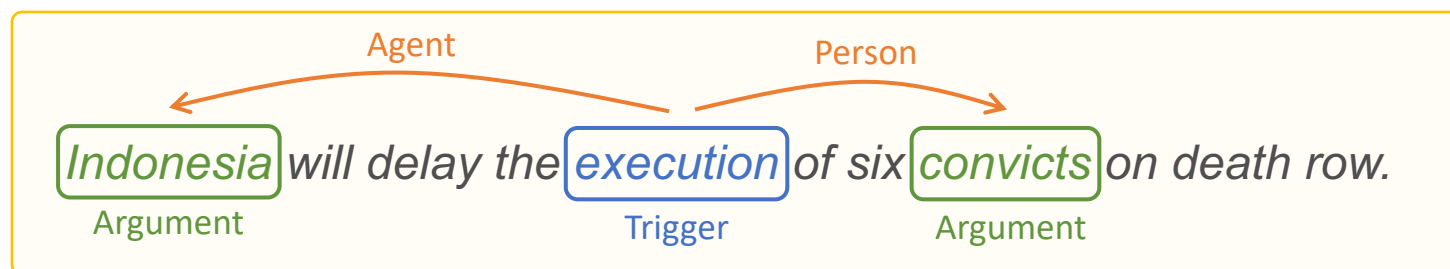 Agent Person
Indonesia will delay the execution of six convicts on death row.
Argument Trigger Argument